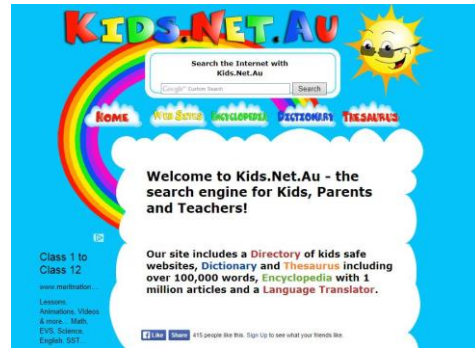 KIDS.NET.AU
Search the Internet with
Kids.Net.Au
Google™ Custom Search
Search
HOME WEB SITES ENCYCLOPEDIA DICTIONARY THESAURUS
Welcome to Kids.Net.Au - the
search engine for Kids, Parents
and Teachers!
Our site includes a Directory of kids safe
websites, Dictionary and Thesaurus including
over 100,000 words, Encyclopedia with 1
million articles and a Language Translator.
Class 1 to
Class 12
www.meritnation...
Lessons,
Animations, Videos
& more... Math,
EVS, Science,
English, SST...
Like Share 415 people like this. Sign Up to see what your friends like.